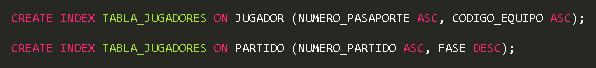 CREATE INDEX TABLA_JUGADORES ON JUGADOR (NUMERO_PASAPORTE ASC, CODIGO_EQUIPO ASC);
CREATE INDEX TABLA_JUGADORES ON PARTIDO (NUMERO_PARTIDO ASC, FASE DESC);